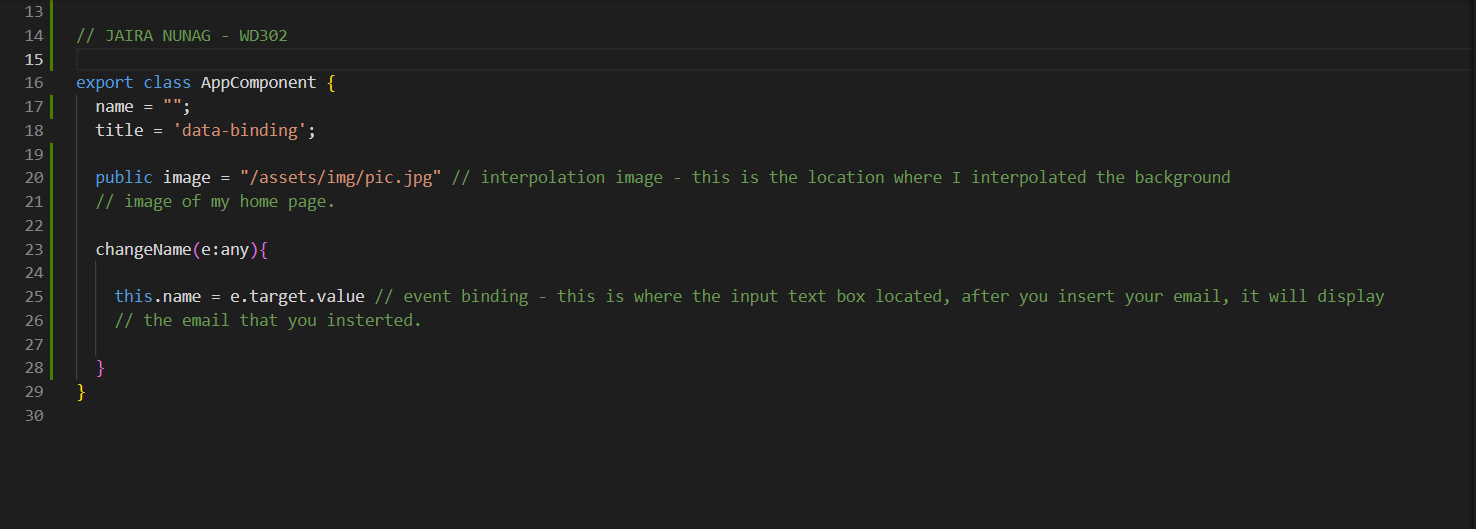 13
14 // JAIRA NUNAG - WD302
15
16 export class AppComponent {
17 name = "";
18 title = 'data-binding';
19
20 public image = "/assets/img/pic.jpg" // interpolation image - this is the location where I interpolated the background
21 // image of my home page.
22
23 changeName(e:any){
24
25 this.name = e.target.value // event binding - this is where the input text box located, after you insert your email, it will display
26 // the email that you insterted.
27
28 }
29 }
30